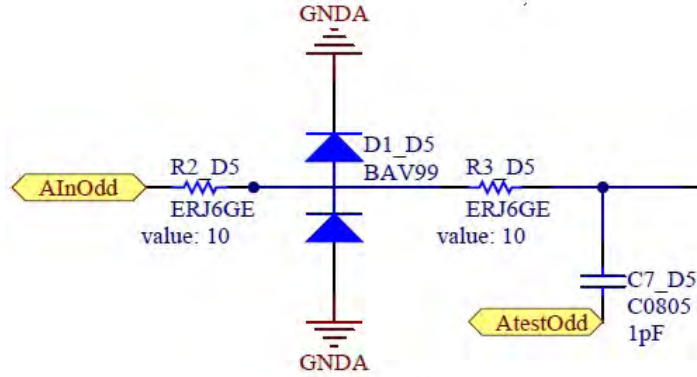 GNDA
D1_D5
BAV99
R2_D5
AInOdd
ERJ6GE
value: 10
R3_D5
ERJ6GE
value: 10
C7_D5
C0805
1pF
AtestOdd
GNDA